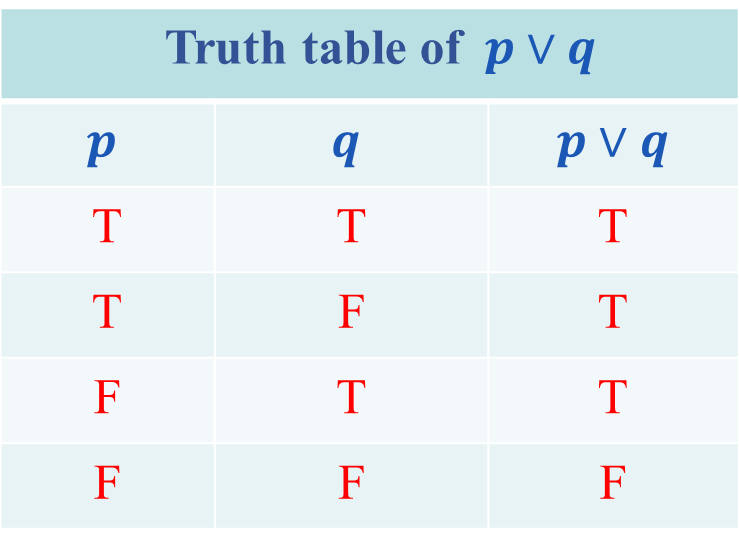 Truth table of p ∨ q
p q p ∨ q
T T T
T F T
F T T
F F F